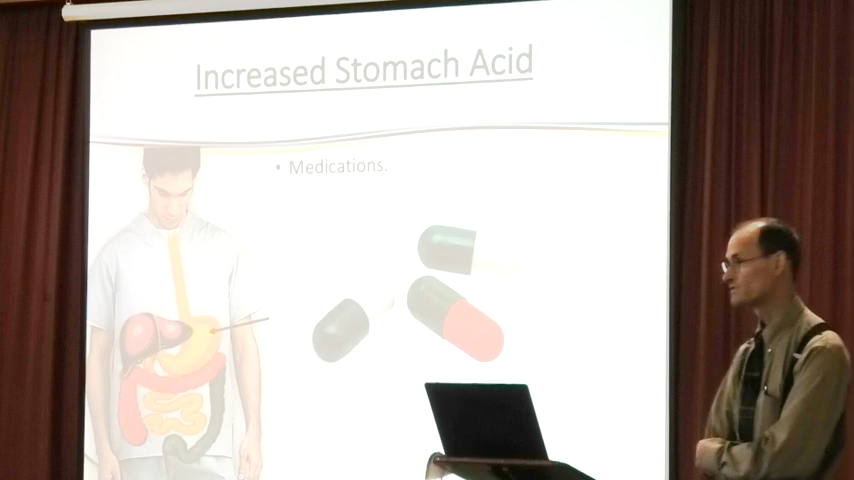 Increased Stomach Acid
• Medications.